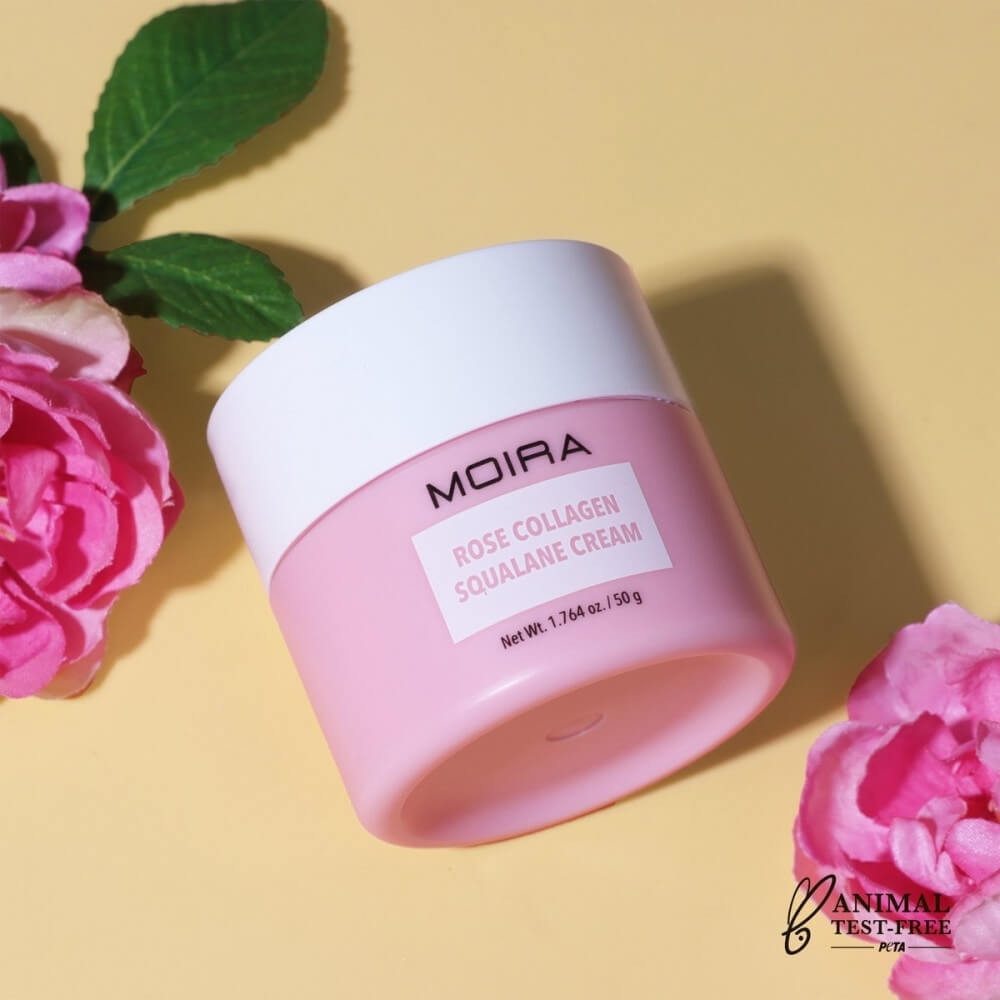 MOIRA
ROSE COLLAGEN
SQUALANE CREAM
Net Wt. 1.764 oz. / 50 g
ANIMAL
TEST-FREE
PETA